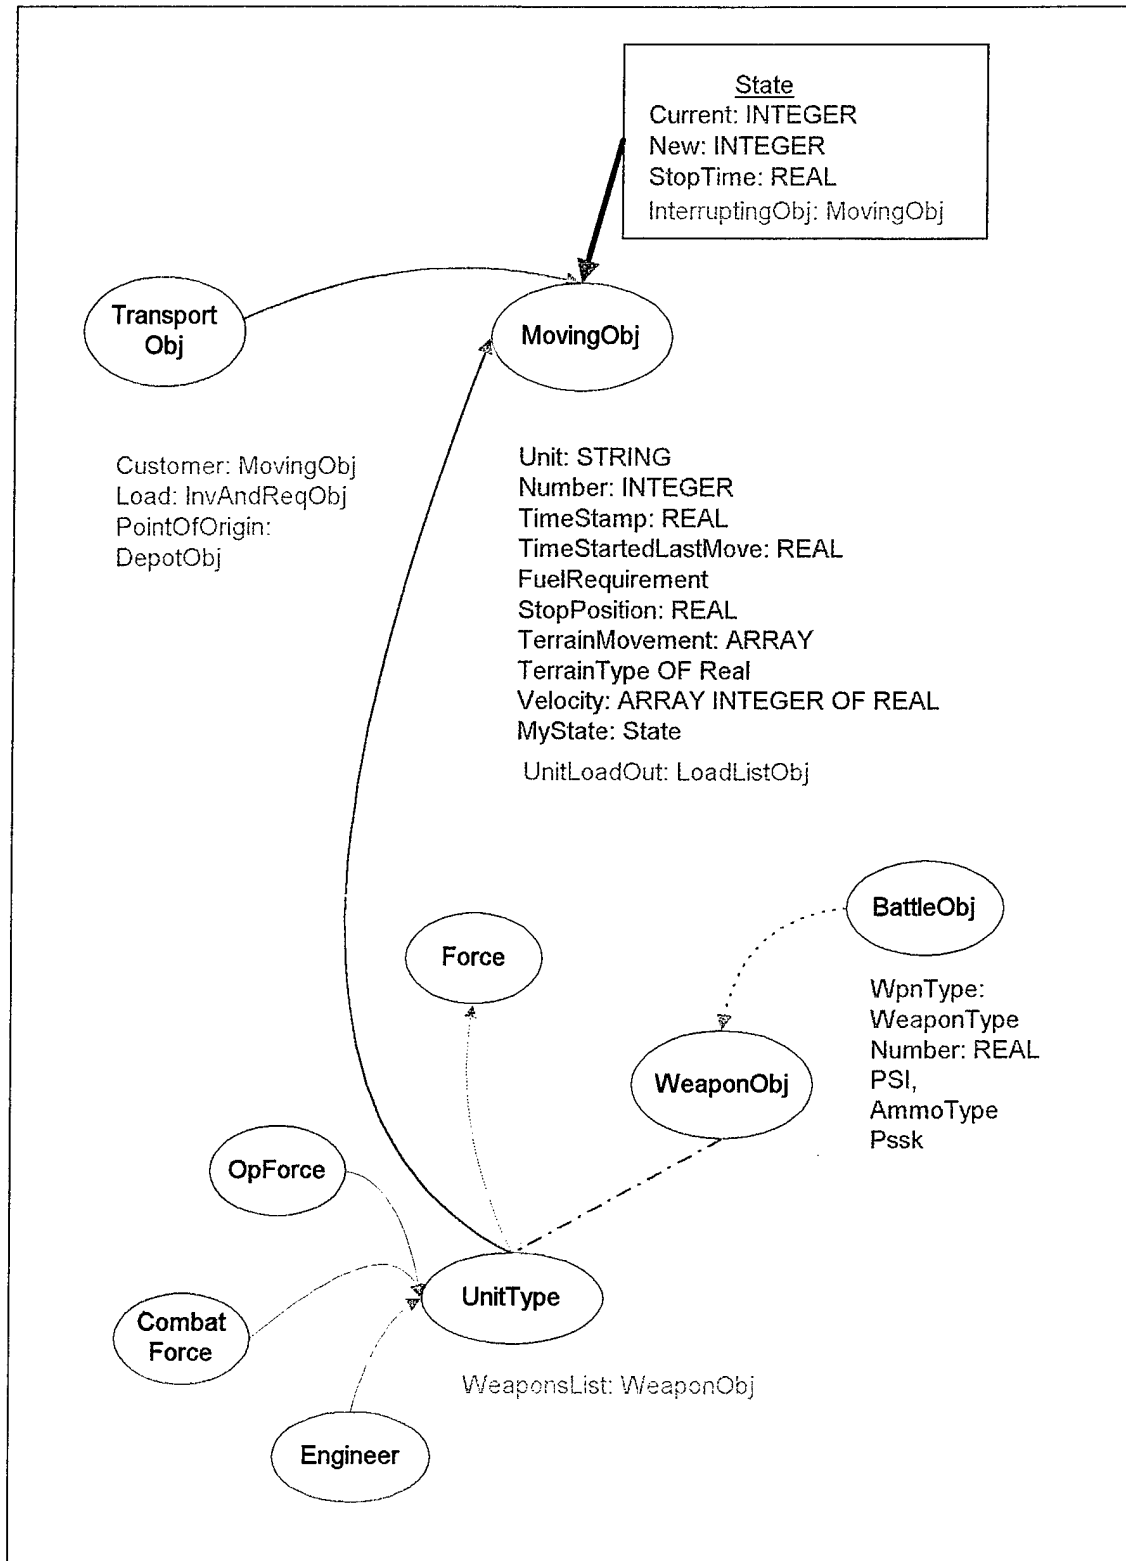 State
Current: INTEGER
New: INTEGER
StopTime: REAL
InterruptingObj: MovingObj
Transport
Obj
MovingObj
Customer: MovingObj
Load: InvAndReqObj
PointOfOrigin:
DepotObj
Unit: STRING
Number: INTEGER
TimeStamp: REAL
TimeStartedLastMove: REAL
FuelRequirement
StopPosition: REAL
TerrainMovement: ARRAY
TerrainType OF Real
Velocity: ARRAY INTEGER OF REAL
MyState: State
UnitLoadOut: LoadListObj
BattleObj
Force
WpnType:
WeaponType
Number: REAL
PSI,
AmmoType
Pssk
WeaponObj
OpForce
UnitType
Combat
Force
WeaponsList: WeaponObj
Engineer